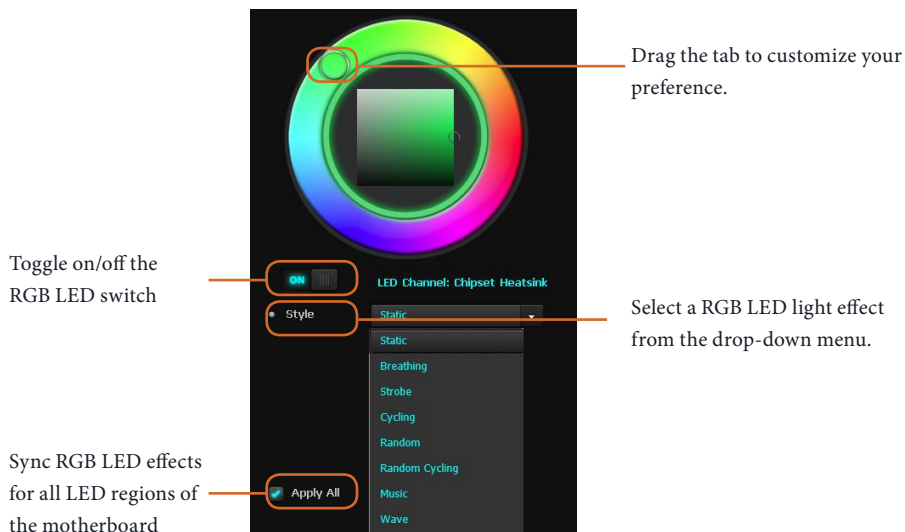 Drag the tab to customize your
preference.
Toggle on/off the
RGB LED switch
ON
LED Channel: Chipset Heatsink
Style
Static
Select a RGB LED light effect
from the drop-down menu.
Static
Breathing
Strobe
Cycling
Random
Random Cycling
Music
Wave
Sync RGB LED effects
for all LED regions of
the motherboard
Apply All